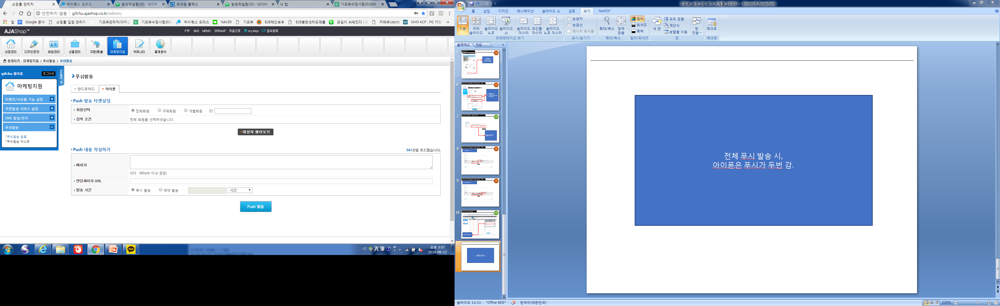 쇼핑몰 관리자
하이웍스 오피스
받은메일함(20) : 네이버
국세청 홈택스
받은메일함(20) : 네이버
새 탭
기프츄수정사항201804 -
안전하지 않음 | gifchu.ajashop.co.kr/admin/
앱
Google 문서
쇼핑몰 입점 관리자
기프츄관리자(아자샵
기프츄수정사항2018
하이웍스 오피스
NAVER
기프츄
B2B레인보우
B2B총판센터도매몰
모임이 쉬워진다 | 밴
카페푸(ubcn)
NHN KCP : PG 가맹
»
AJAShop™
FTP SMS MEMO SITEMAP 처음으로 my shop 접속종료
상점관리
디자인관리
회원관리
상품관리
주문/매출
마케팅지원
커뮤니티
통계분석
현재위치 : 마케팅지원 > 푸쉬발송 > 푸쉬발송
gifchu 접속중
로그아웃
CLOSE X
마케팅지원
이벤트/사은품 기능 설정
쿠폰발생 서비스 설정
SMS 발송/관리
푸쉬발송
푸쉬발송 등록
푸쉬발송 리스트
푸쉬발송
안드로이드
아이폰
Push 발송 타겟설정
회원선택
전체회원
구매회원
개별회원
ID:
검색 조건
전체 회원을 선택하셨습니다.
대상자 불러오기
Push 내용 작성하기
541건을 로드했습니다.
메세지
(iOS : 88byte 이내 권장)
랜딩페이지 URL
발송 시간
즉시 발송
예약 발송
시간
Push 발송
TALK
KO
A 漢
오후 3:07
2018-06-12
기프츄_수정_2차 추가_미제출_180612 - Microsoft PowerPoint
홈
삽입
디자인
애니메이션
슬라이드 쇼
검토
보기
NesPDF
기본
여러 슬라이드
슬라이드 노트
슬라이드 쇼
슬라이드 마스터
유인물 마스터
슬라이드 노트 마스터
프레젠테이션 보기
눈금자
눈금선
메시지 표시줄
표시/숨기기
확대/축소
창에 맞춤
확대/축소
컬러
회색조
흑백
컬러/회색조
새 창
모두 정렬
계단식
분할줄 이동
창 전환
창
매크로
매크로
슬라이드
개요
5
6
7
8
9
10
11
전체 푸시 발송 시,
아이폰은 푸시가 두번 감.
슬라이드 11/11
"Office 테마"
한국어(대한민국)
220%